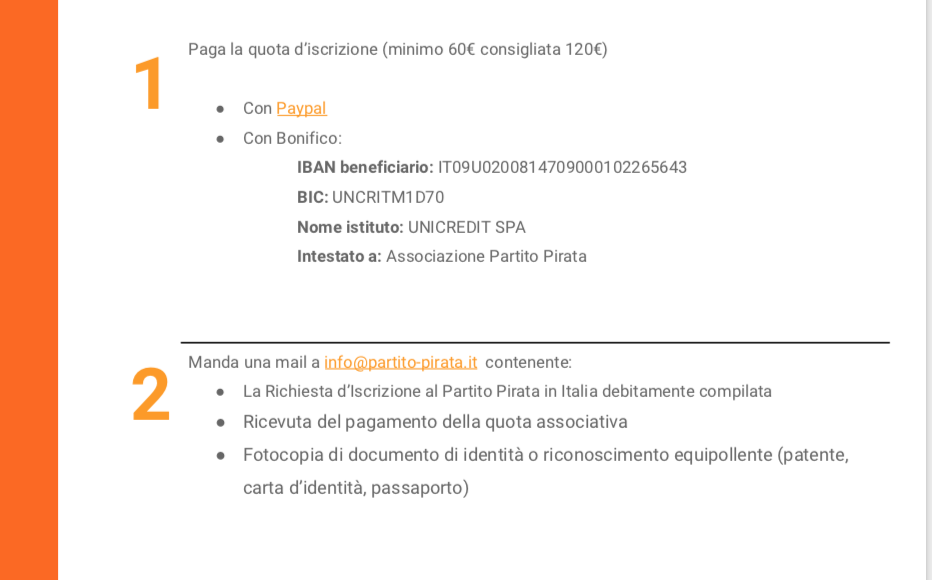 1
Paga la quota d’iscrizione (minimo 60€ consigliata 120€)
● Con Paypal
● Con Bonifico:
IBAN beneficiario: IT09U0200814709000102265643
BIC: UNCRITM1D70
Nome istituto: UNICREDIT SPA
Intestato a: Associazione Partito Pirata
2
Manda una mail a info@partito-pirata.it contenente:
● La Richiesta d’Iscrizione al Partito Pirata in Italia debitamente compilata
● Ricevuta del pagamento della quota associativa
● Fotocopia di documento di identità o riconoscimento equipollente (patente,
carta d’identità, passaporto)